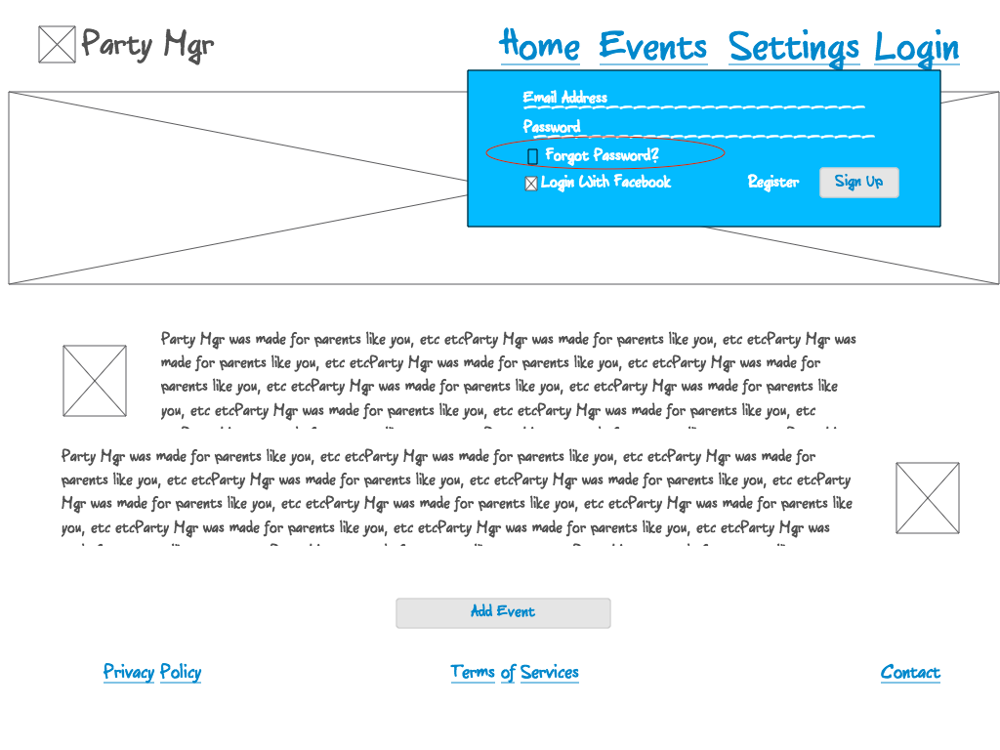 Party Mgr
Home Events Settings Login
Email Address
Password
Forgot Password?
Login With Facebook Register Sign Up
Party Mgr was made for parents like you, etc etcParty Mgr was made for parents like you, etc etcParty Mgr was
made for parents like you, etc etcParty Mgr was made for parents like you, etc etcParty Mgr was made for
parents like you, etc etcParty Mgr was made for parents like you, etc etcParty Mgr was made for parents like
you, etc etcParty Mgr was made for parents like you, etc etcParty Mgr was made for parents like you, etc
Party Mgr was made for parents like you, etc etcParty Mgr was made for parents like you, etc etcParty Mgr was made for
parents like you, etc etcParty Mgr was made for parents like you, etc etcParty Mgr was made for parents like you, etc etcParty
Mgr was made for parents like you, etc etcParty Mgr was made for parents like you, etc etcParty Mgr was made for parents like
you, etc etcParty Mgr was made for parents like you, etc etcParty Mgr was made for parents like you, etc etcParty Mgr was
Add Event
Privacy Policy Terms of Services Contact